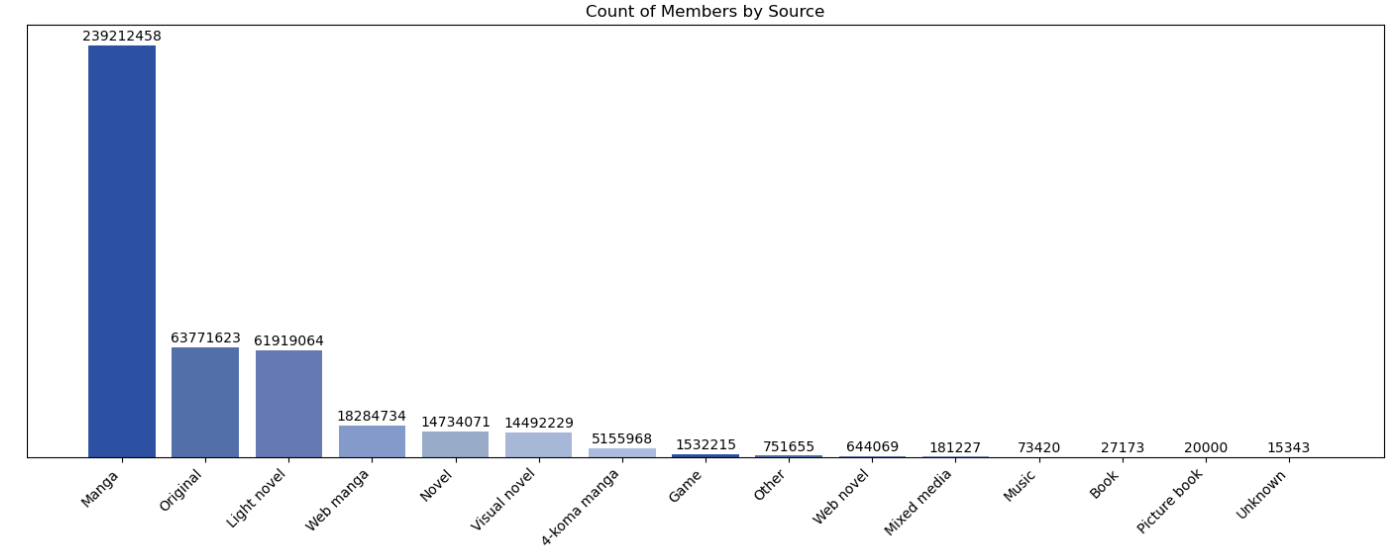 Count of Members by Source
239212458
63771623
61919064
18284734
14734071
14492229
5155968
1532215
751655
644069
181227
73420
27173
20000
15343
Manga
Original
Light novel
Web manga
Novel
Visual novel
4-koma manga
Game
Other
Web novel
Mixed media
Music
Book
Picture book
Unknown